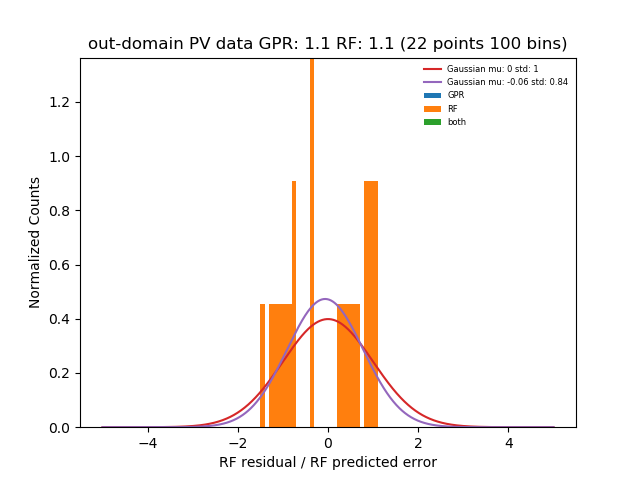 out-domain PV data GPR: 1.1 RF: 1.1 (22 points 100 bins)
Gaussian mu: 0 std: 1
Gaussian mu: -0.06 std: 0.84
GPR
RF
both
Normalized Counts
1.2
1.0
0.8
0.6
0.4
0.2
0.0
−4 −2 0 2 4
RF residual / RF predicted error